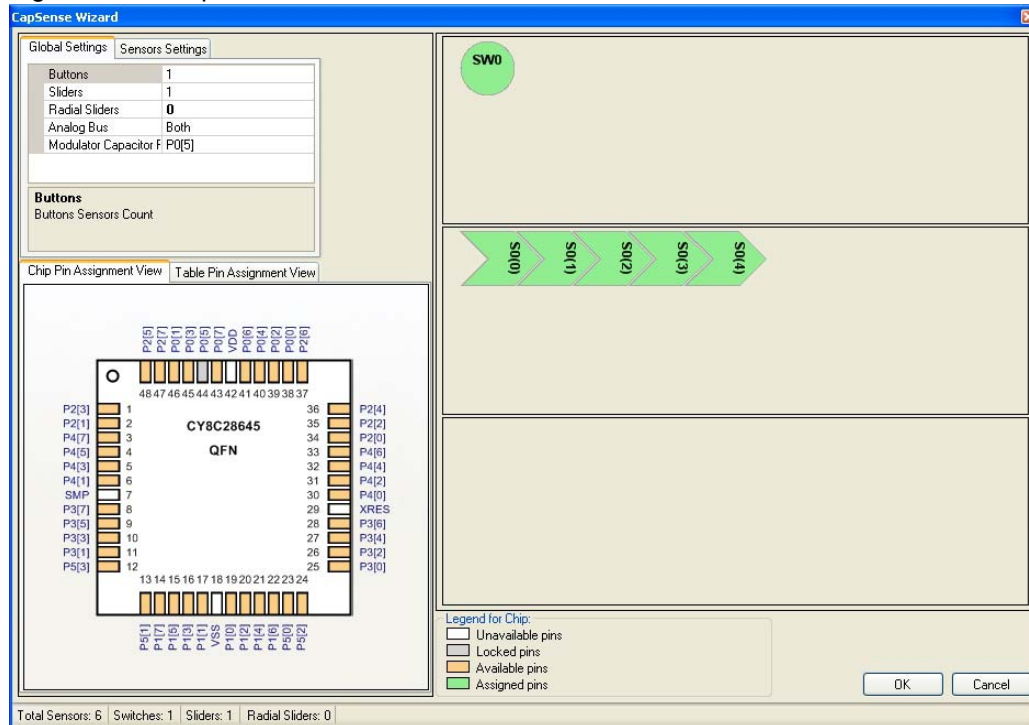 CapSense Wizard
Global Settings
Sensors Settings
Buttons 1
Sliders 1
Radial Sliders 0
Analog Bus Both
Modulator Capacitor F P0[5]
Buttons
Buttons Sensors Count
Chip Pin Assignment View
Table Pin Assignment View
P2[5] P2[7] P0[1] P0[3] P0[5] P0[7] VDD P0[6] P0[4] P0[2] P0[0] P2[6]
48 47 46 45 44 43 42 41 40 39 38 37
P2[3] 1 36 P2[4]
P2[1] 2 CY8C28645 35 P2[2]
P4[7] 3 34 P2[0]
P4[5] 4 QFN 33 P4[6]
P4[3] 5 32 P4[4]
P4[1] 6 31 P4[2]
SMP 7 30 P4[0]
P3[7] 8 29 XRES
P3[5] 9 28 P3[6]
P3[3] 10 27 P3[4]
P3[1] 11 26 P3[2]
P5[3] 12 25 P3[0]
13 14 15 16 17 18 19 20 21 22 23 24
P5[1] P1[7] P1[5] P1[3] P1[1] VSS P1[0] P1[2] P1[4] P1[6] P5[0] P5[2]
SW0
S0(0) S0(1) S0(2) S0(3) S0(4)
Legend for Chip:
Unavailable pins
Locked pins
Available pins
Assigned pins
OK
Cancel
Total Sensors: 6 Switches: 1 Sliders: 1 Radial Sliders: 0